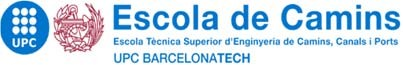 UPC
Escola de Camins
Escola Tècnica Superior d'Enginyeria de Camins, Canals i Ports
UPC BARCELONATECH